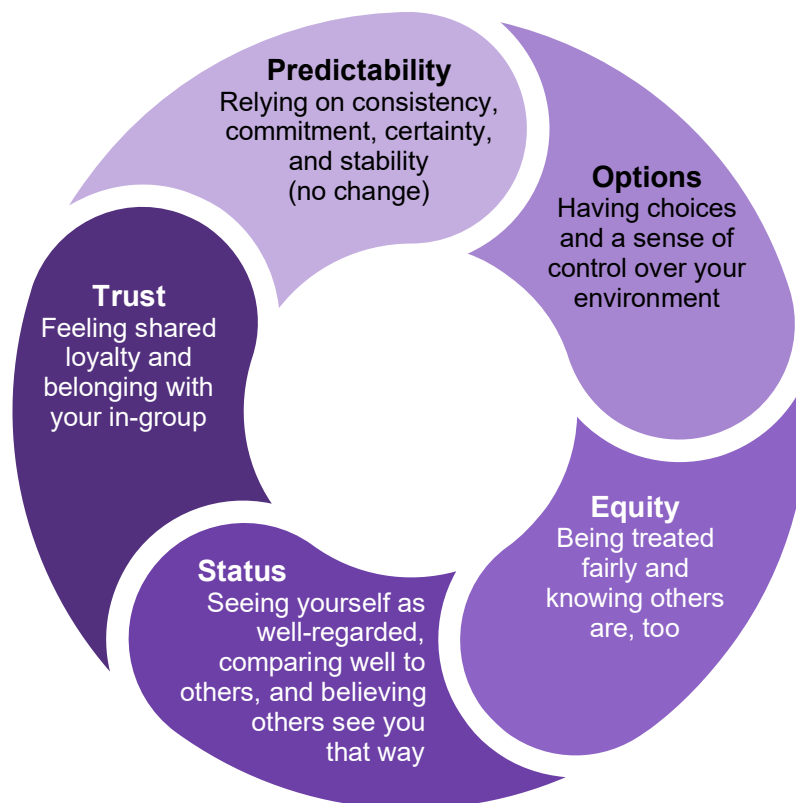 Predictability
Relying on consistency,
commitment, certainty,
and stability
(no change)
Options
Having choices
and a sense of
control over your
environment
Equity
Being treated
fairly and
knowing others
are, too
Status
Seeing yourself as
well-regarded,
comparing well to
others, and believing
others see you
that way
Trust
Feeling shared
loyalty and
belonging with
your in-group